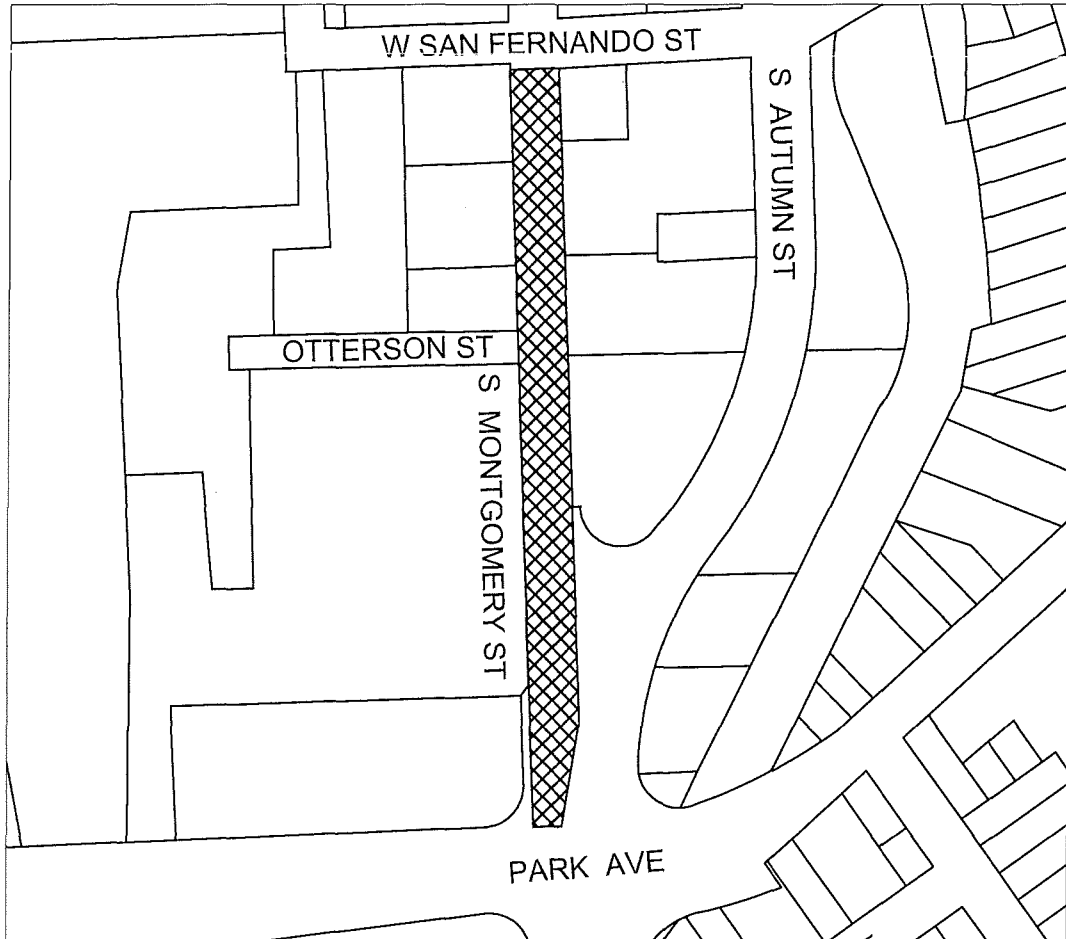 W SAN FERNANDO ST
S AUTUMN ST
OTTERSON ST
S MONTGOMERY ST
PARK AVE